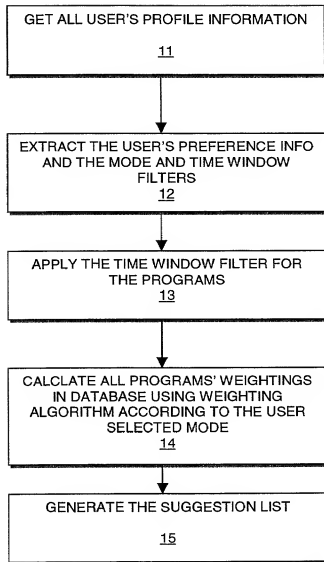 GET ALL USER'S PROFILE INFORMATION
11
EXTRACT THE USER'S PREFERENCE INFO
AND THE MODE AND TIME WINDOW
FILTERS
12
APPLY THE TIME WINDOW FILTER FOR
THE PROGRAMS
13
CALCLATE ALL PROGRAMS' WEIGHTINGS
IN DATABASE USING WEIGHTING
ALGORITHM ACCORDING TO THE USER
SELECTED MODE
14
GENERATE THE SUGGESTION LIST
15